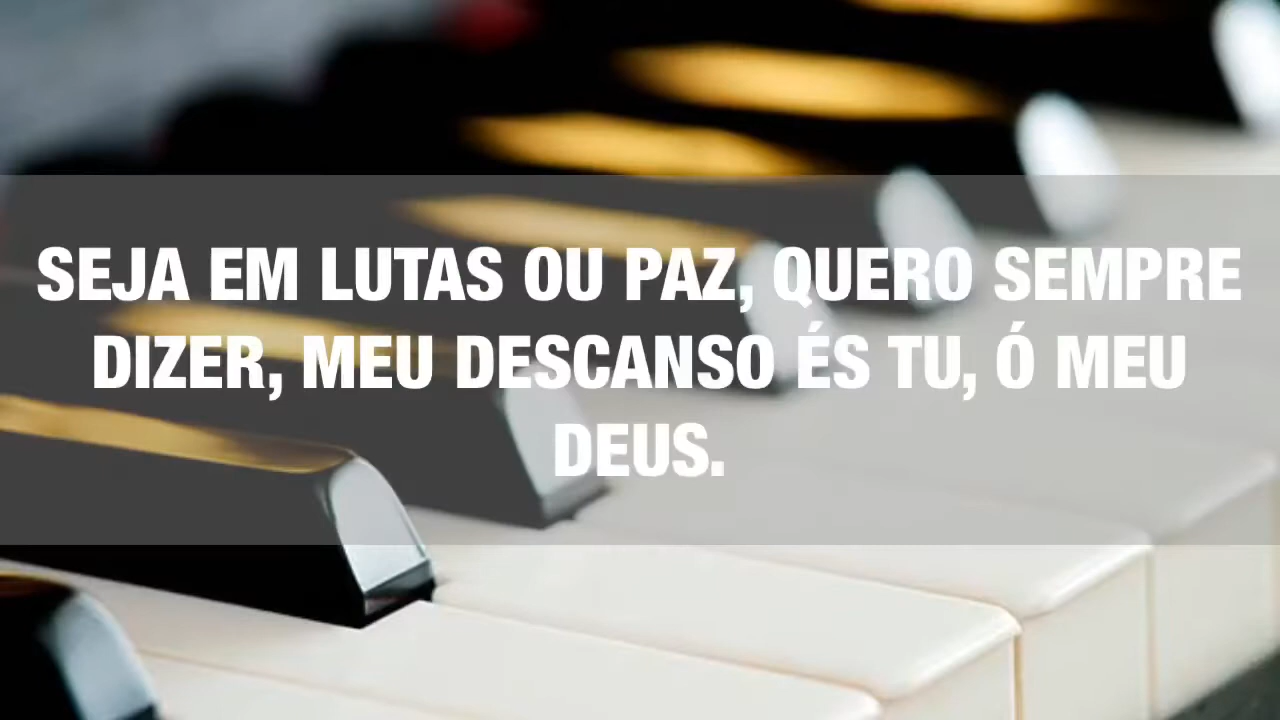 SEJA EM LUTAS OU PAZ, QUERO SEMPRE
DIZER, MEU DESCANSO ÉS TU, Ó MEU
DEUS.